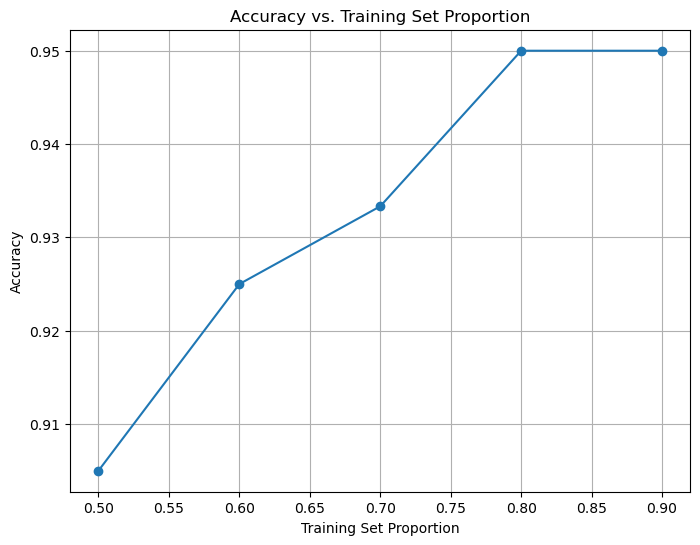 Accuracy vs. Training Set Proportion
0.95
0.94
0.93
0.92
0.91
Accuracy
0.50 0.55 0.60 0.65 0.70 0.75 0.80 0.85 0.90
Training Set Proportion